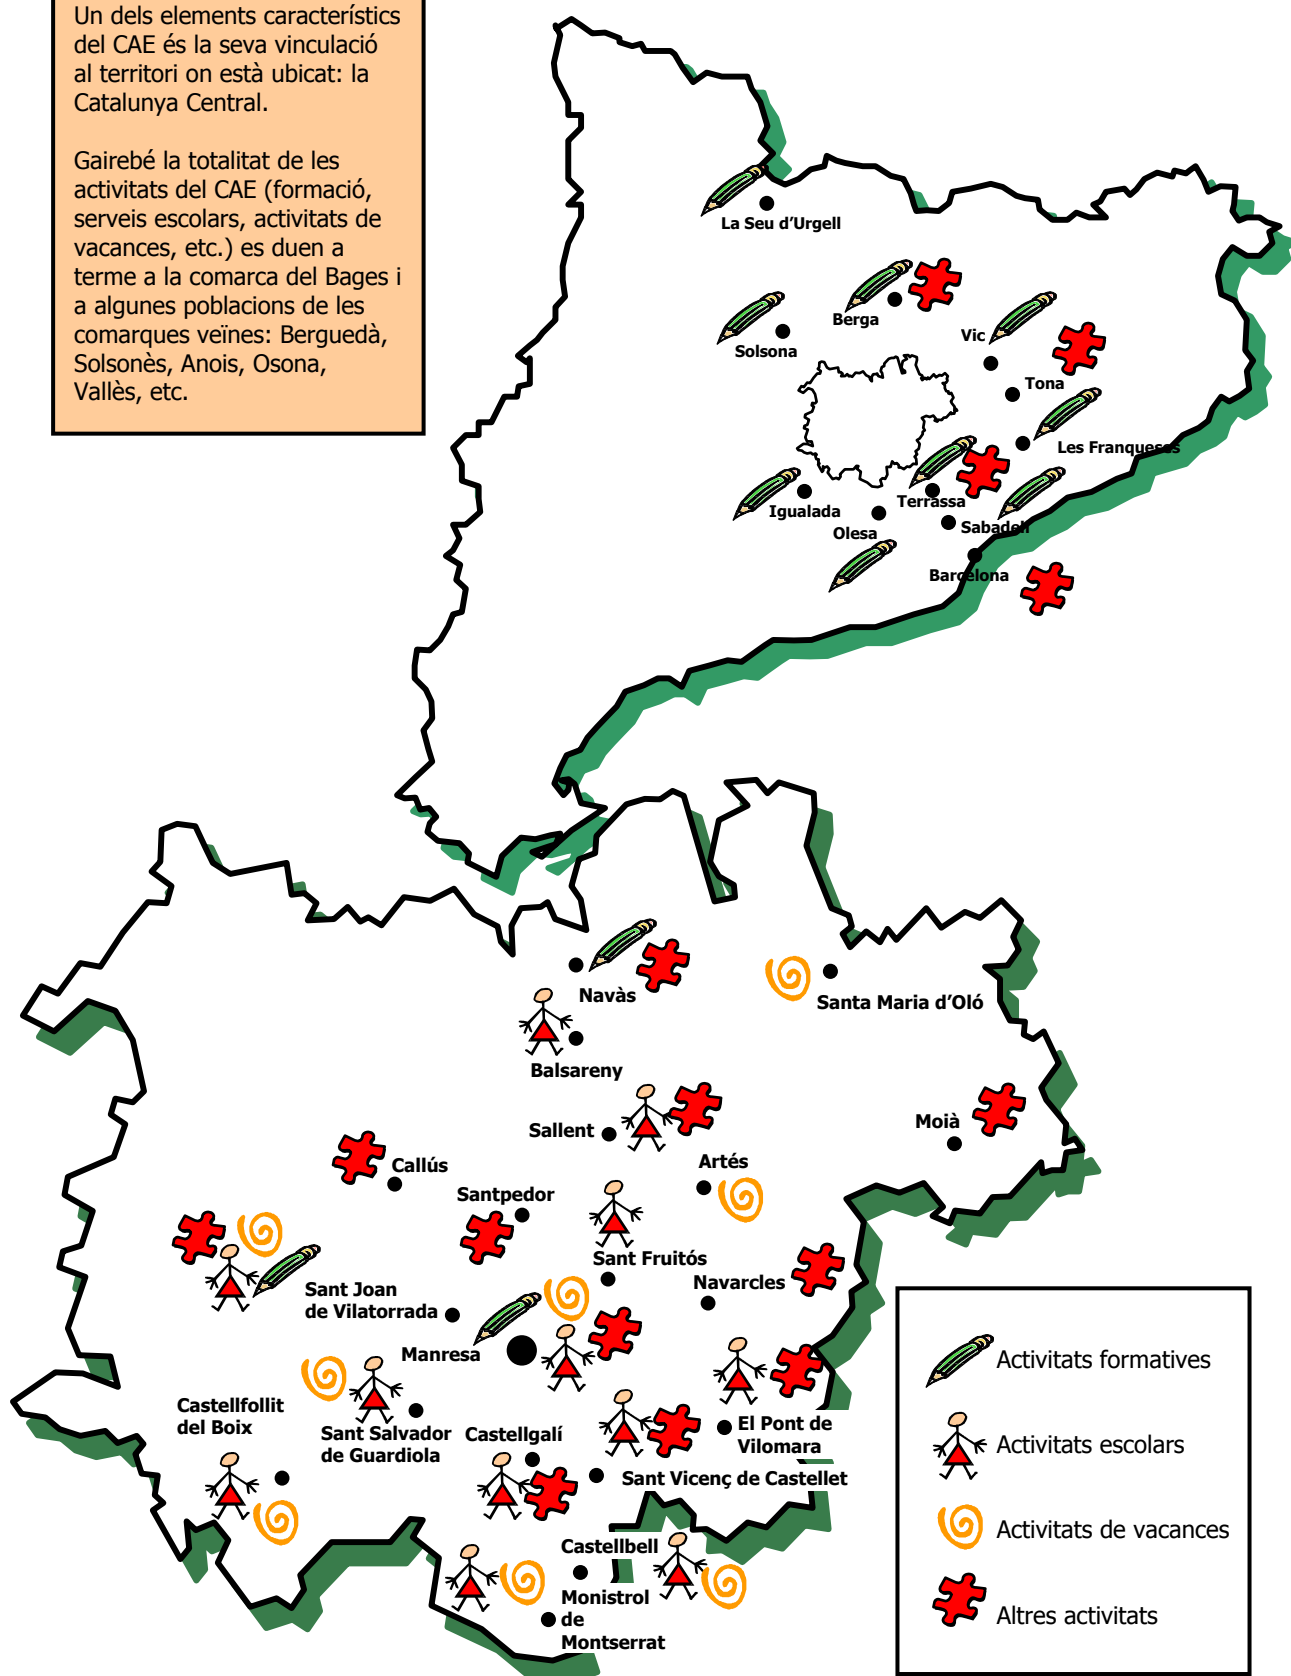 Un dels elements característics
del CAE és la seva vinculació
al territori on està ubicat: la
Catalunya Central.
Gairebé la totalitat de les
activitats del CAE (formació,
serveis escolars, activitats de
vacances, etc.) es duen a
terme a la comarca del Bages i
a algunes poblacions de les
comarques veïnes: Berguedà,
Solsonès, Anois, Osona,
Vallès, etc.
La Seu d'Urgell
Berga
Solsona
Vic
Tona
Les Franqueses
Terrassa
Igualada
Olesa
Sabadell
Barcelona
Navàs
Santa Maria d'Oló
Balsareny
Sallent
Moià
Artés
Callús
Santpedor
Sant Fruitós
Navarcles
Sant Joan
de Vilatorrada
Manresa
Castellfollit
del Boix
Sant Salvador
de Guardiola
Castellgalí
El Pont de
Vilomara
Sant Vicenç de Castellet
Castellbell
Monistrol
de
Montserrat
Activitats formatives
Activitats escolars
Activitats de vacances
Altres activitats